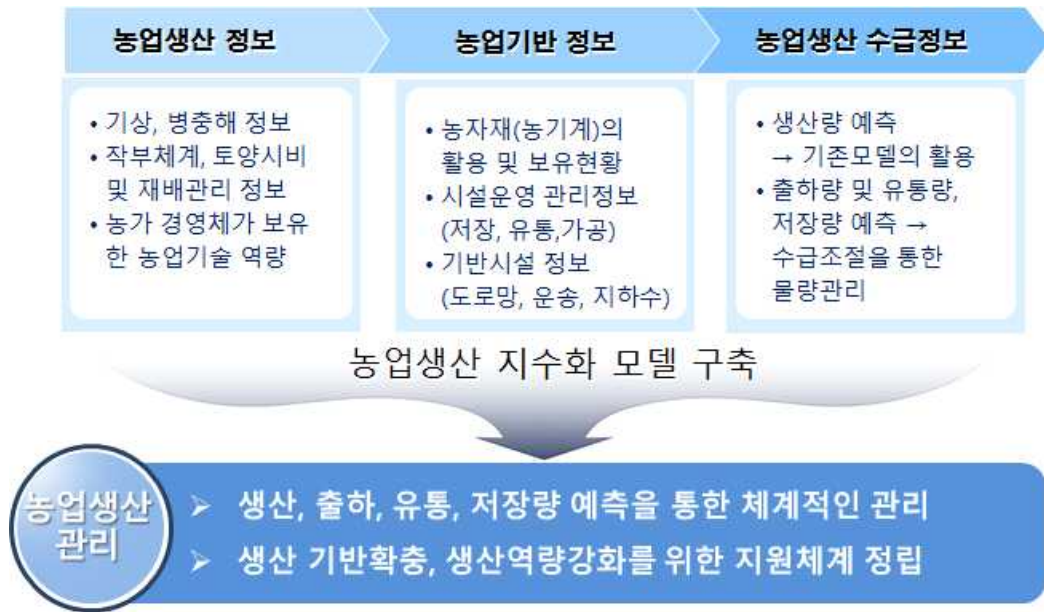 농업생산 정보
농업기반 정보
농업생산 수급정보
• 기상, 병충해 정보
• 작부체계, 토양시비
및 재배관리 정보
• 농가 경영체가 보유
한 농업기술 역량
• 농자재(농기계)의
활용 및 보유현황
• 시설운영 관리정보
(저장, 유통,가공)
• 기반시설 정보
(도로망, 운송, 지하수)
• 생산량 예측
→ 기존모델의 활용
• 출하량 및 유통량,
저장량 예측 →
수급조절을 통한
물량관리
농업생산 지수화 모델 구축
농업생산
관리
➢ 생산, 출하, 유통, 저장량 예측을 통한 체계적인 관리
➢ 생산 기반확충, 생산역량강화를 위한 지원체계 정립